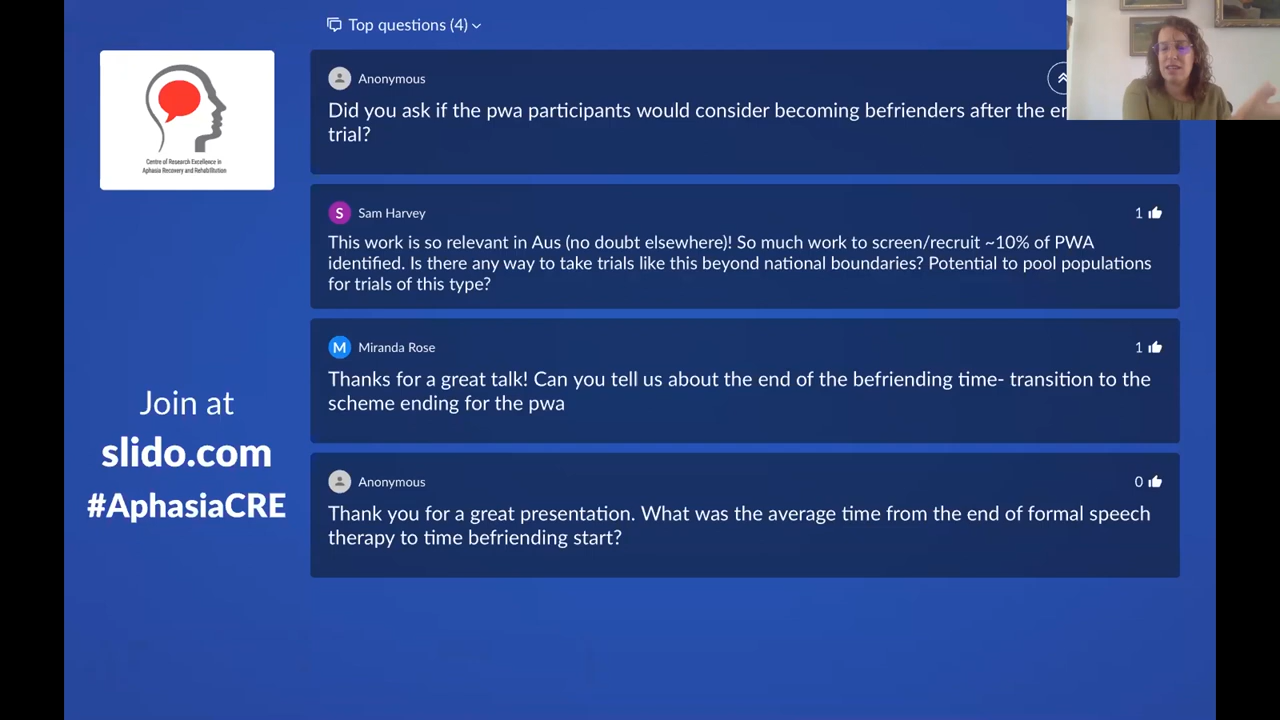 Top questions (4)
Centre of Research Excellence in
Aphasia Recovery and Rehabilitation
Anonymous
Did you ask if the pwa participants would consider becoming befrienders after the
trial?
S Sam Harvey 1
This work is so relevant in Aus (no doubt elsewhere)! So much work to screen/recruit ~10% of PWA
identified. Is there any way to take trials like this beyond national boundaries? Potential to pool populations
for trials of this type?
M Miranda Rose 1
Thanks for a great talk! Can you tell us about the end of the befriending time- transition to the
scheme ending for the pwa
Join at
slido.com
#AphasiaCRE
Anonymous 0
Thank you for a great presentation. What was the average time from the end of formal speech
therapy to time befriending start?